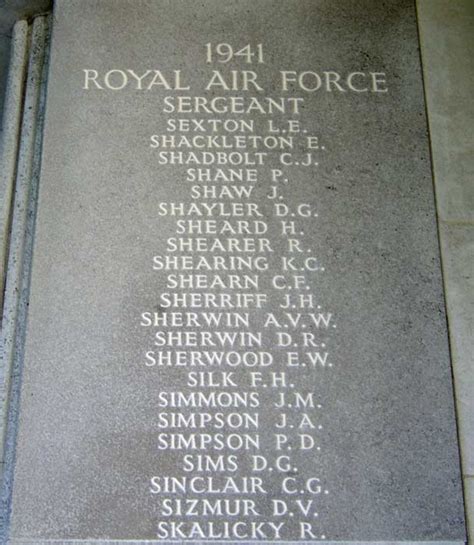 1941
ROYAL AIR FORCE
SERGEANT
SEXTON L.E.
SHACKLETON E.
SHADBOLT C.J.
SHANE P.
SHAW J.
SHAYLER D.G.
SHEARD H.
SHEARER R.
SHEARING K.C.
SHEARN C.F.
SHERRIFF J.H.
SHERWIN A.V.W.
SHERWIN D.R.
SHERWOOD E.W.
SILK F.H.
SIMMONS J.M.
SIMPSON J.A.
SIMPSON P.D.
SIMS D.G.
SINCLAIR C.G.
SIZMUR D.V.
SKALICKY R.